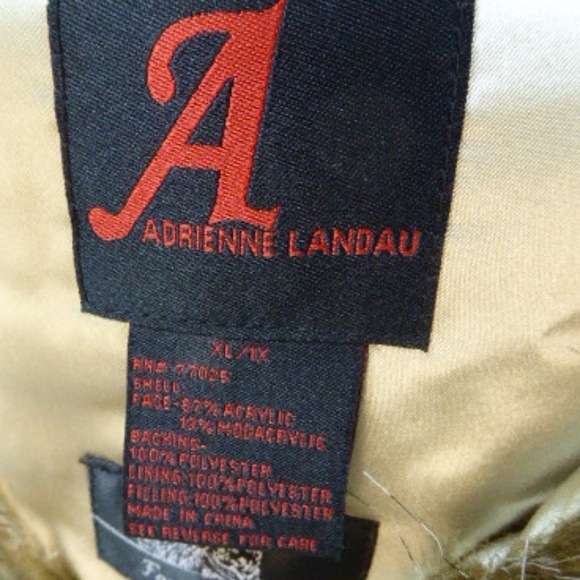 A
ADRIENNE LANDAU
XL/1X
RN# 77025
SHELL:
FACE-87% ACRYLIC
13% MODACRYLIC
BACKING-
100% POLYESTER
LINING:100%POLYESTER
FILLING:100%POLYESTER
MADE IN CHINA
SEE REVERSE FOR CARE